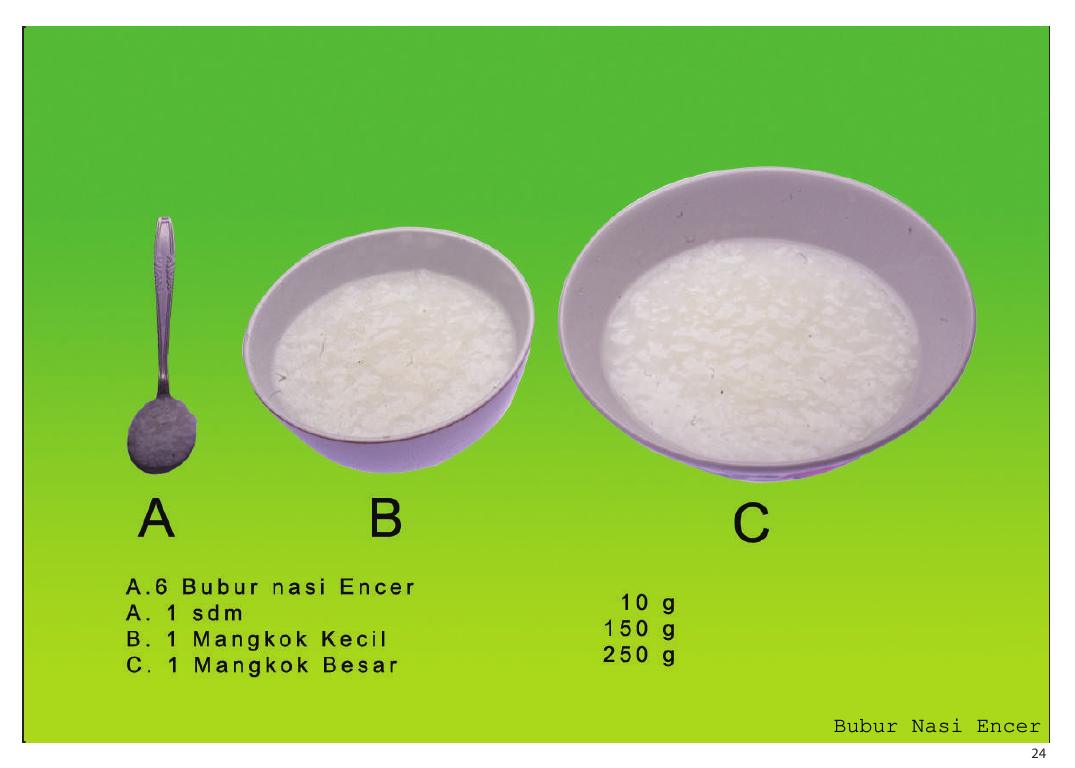 A
B
C
A.6 Bubur nasi Encer
A. 1 sdm 10 g
B. 1 Mangkok Kecil 150 g
C. 1 Mangkok Besar 250 g
Bubur Nasi Encer
24